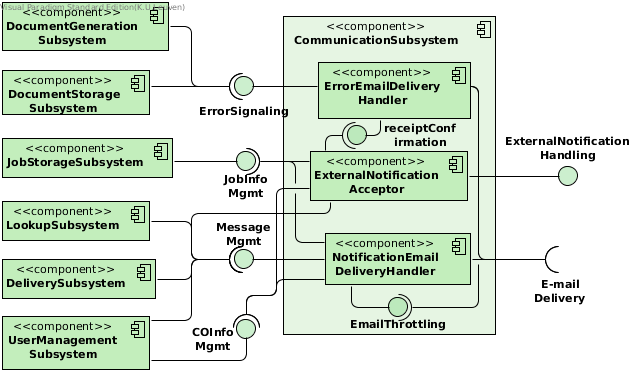 Visual Paradigm Standard Edition(K.U.Leuven)
<<component>>
DocumentGeneration
Subsystem
<<component>>
DocumentStorage
Subsystem
<<component>>
JobStorageSubsystem
<<component>>
LookupSubsystem
<<component>>
DeliverySubsystem
<<component>>
UserManagement
Subsystem
ErrorSignaling
JobInfo
Mgmt
Message
Mgmt
COInfo
Mgmt
<<component>>
CommunicationSubsystem
<<component>>
ErrorEmailDelivery
Handler
receiptConf
irmation
<<component>>
ExternalNotification
Acceptor
<<component>>
NotificationEmail
DeliveryHandler
EmailThrottling
ExternalNotification
Handling
E-mail
Delivery